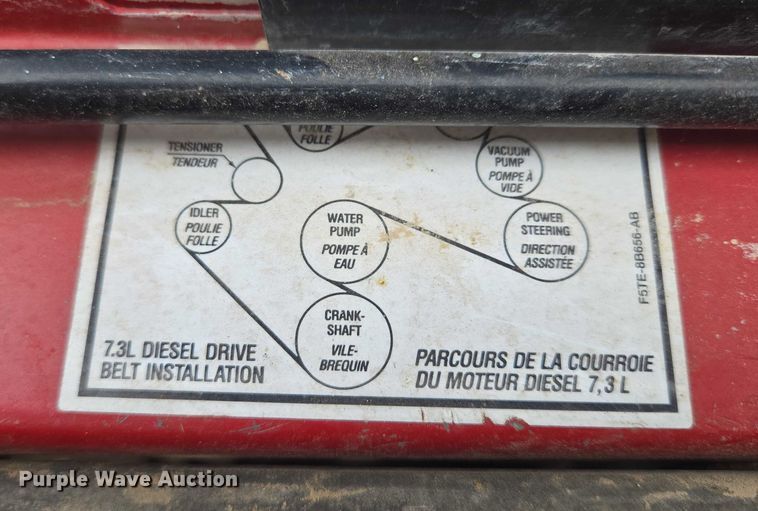 POULIE
FOLLE
TENSIONER
TENDEUR
VACUUM
PUMP
POMPE À
VIDE
IDLER
POULIE
FOLLE
WATER
PUMP
POMPE À
EAU
POWER
STEERING
DIRECTION
ASSISTÉE
F5TE-8B656-AB
CRANK-
SHAFT
VILE-
BREQUIN
7.3L DIESEL DRIVE
BELT INSTALLATION
PARCOURS DE LA COURROIE
DU MOTEUR DIESEL 7,3 L
Purple Wave Auction